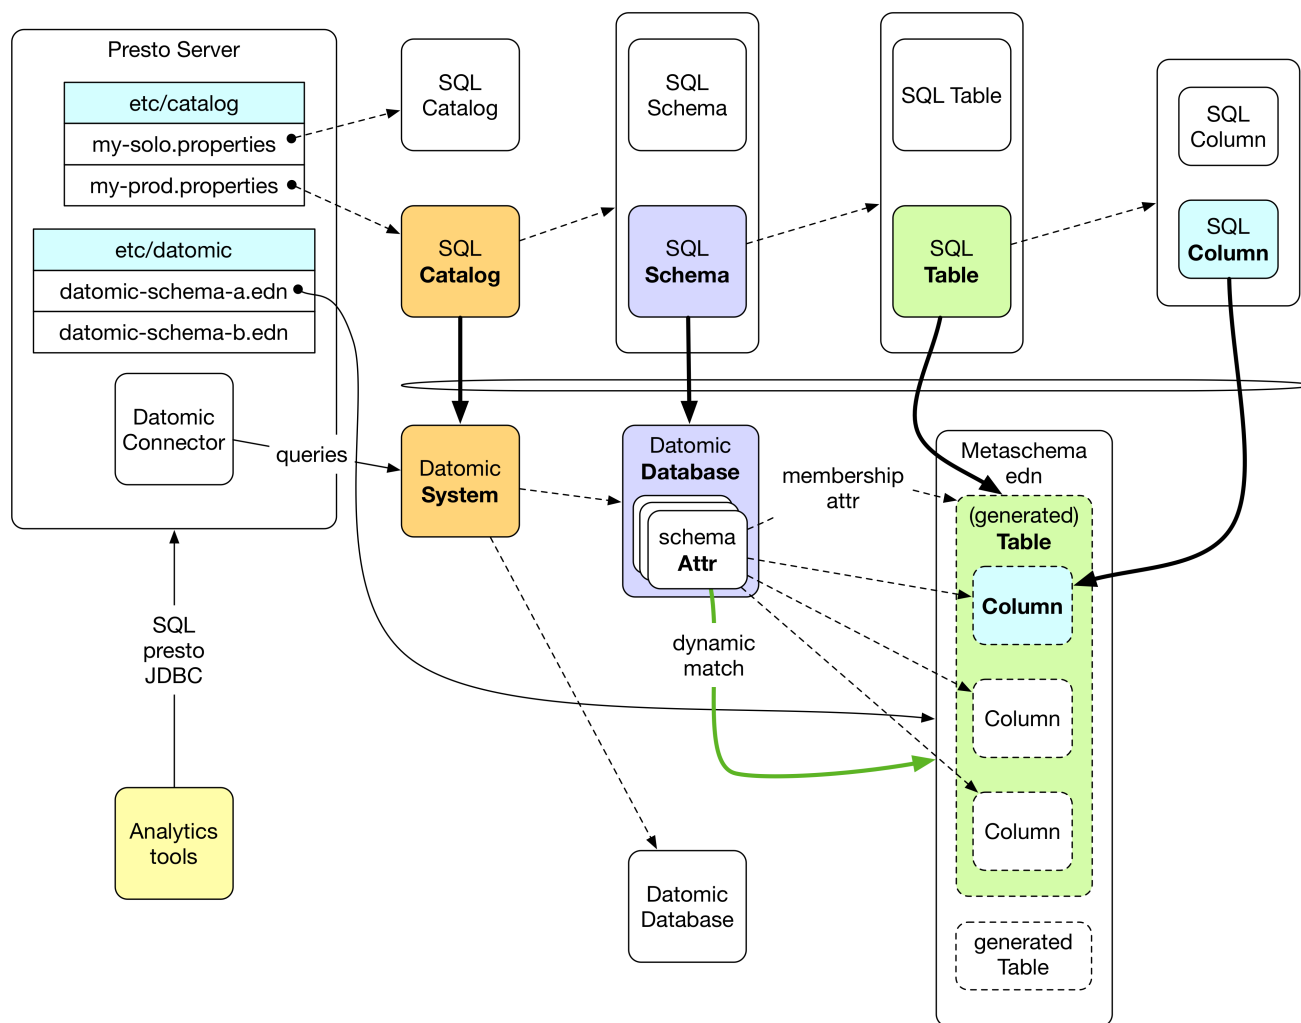 Presto Server
etc/catalog
my-solo.properties
my-prod.properties
etc/datomic
datomic-schema-a.edn
datomic-schema-b.edn
Datomic
Connector
queries
SQL
presto
JDBC
Analytics
tools
SQL
Catalog
SQL
Catalog
SQL
Schema
SQL
Schema
SQL Table
SQL
Table
SQL
Column
SQL
Column
Datomic
System
Datomic
Database
schema
Attr
membership
attr
dynamic
match
Datomic
Database
Metaschema
edn
(generated)
Table
Column
Column
Column
generated
Table